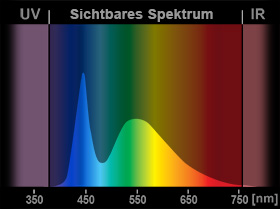 UV Sichtbares Spektrum IR
350 450 550 650 750 [nm]